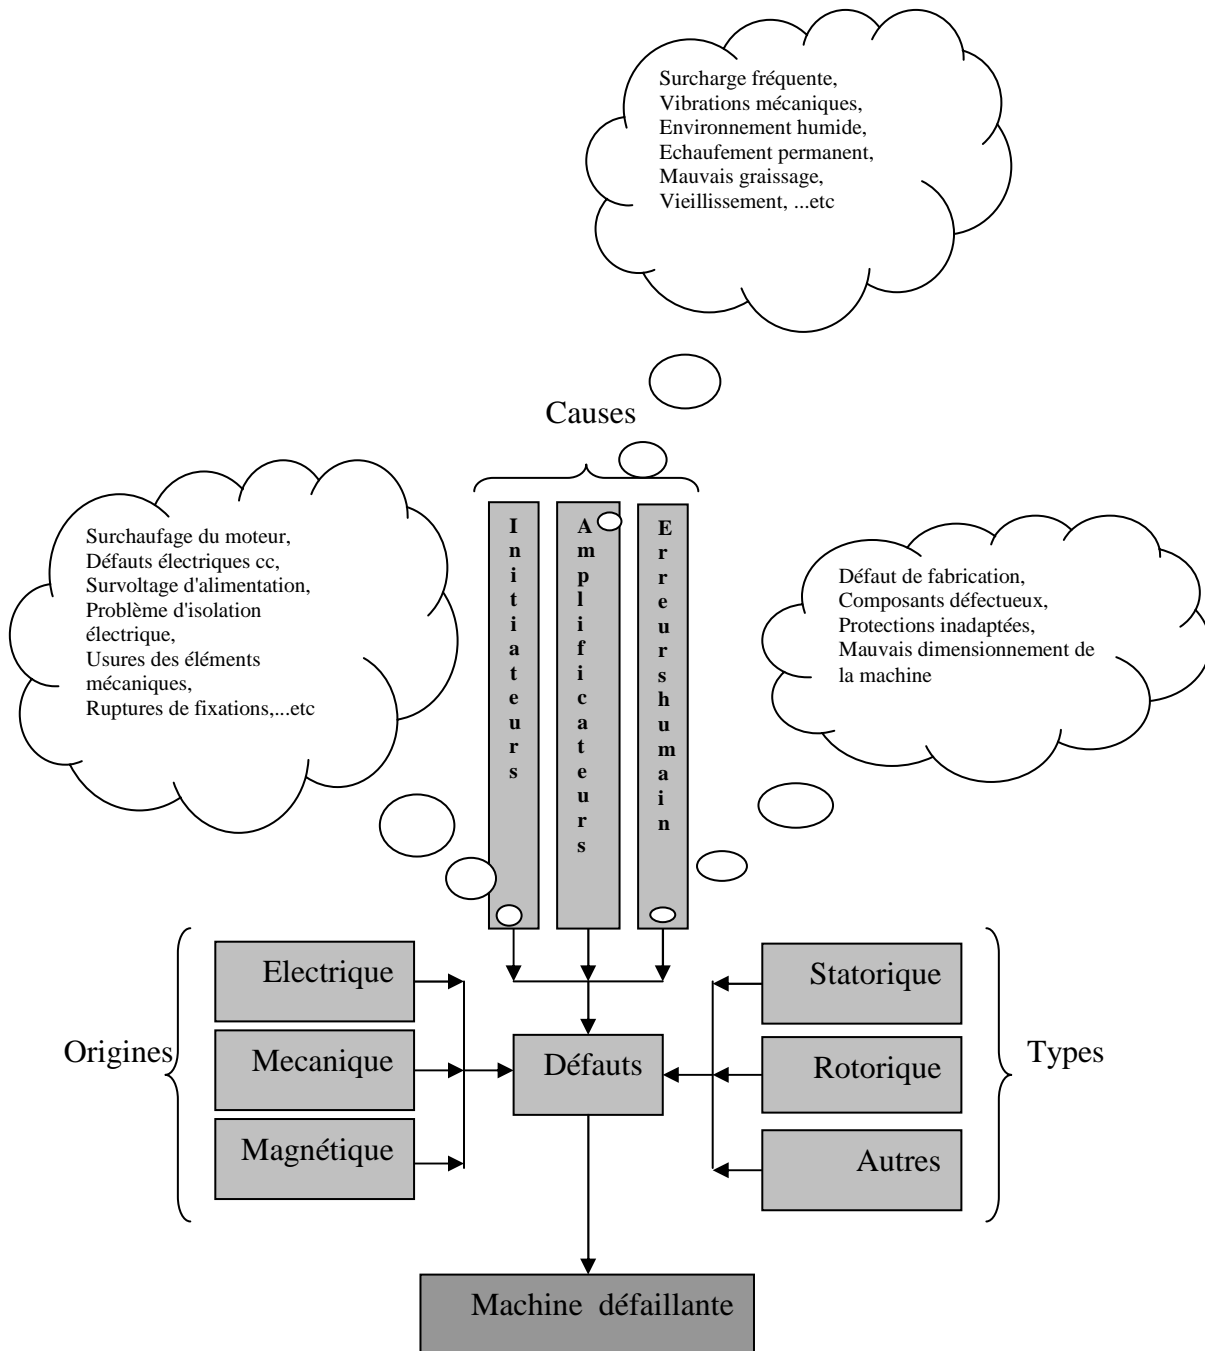 Surcharge fréquente,
Vibrations mécaniques,
Environnement humide,
Echaufement permanent,
Mauvais graissage,
Vieillissement, ...etc
Causes
Surchaufage du moteur,
Défauts électriques cc,
Survoltage d'alimentation,
Problème d'isolation
électrique,
Usures des éléments
mécaniques,
Ruptures de fixations,...etc
Initiateurs
Amplificateurs
Erreurshumain
Défaut de fabrication,
Composants défectueux,
Protections inadaptées,
Mauvais dimensionnement de
la machine
Origines
Electrique
Mecanique
Magnétique
Défauts
Statorique
Rotorique
Autres
Types
Machine défaillante